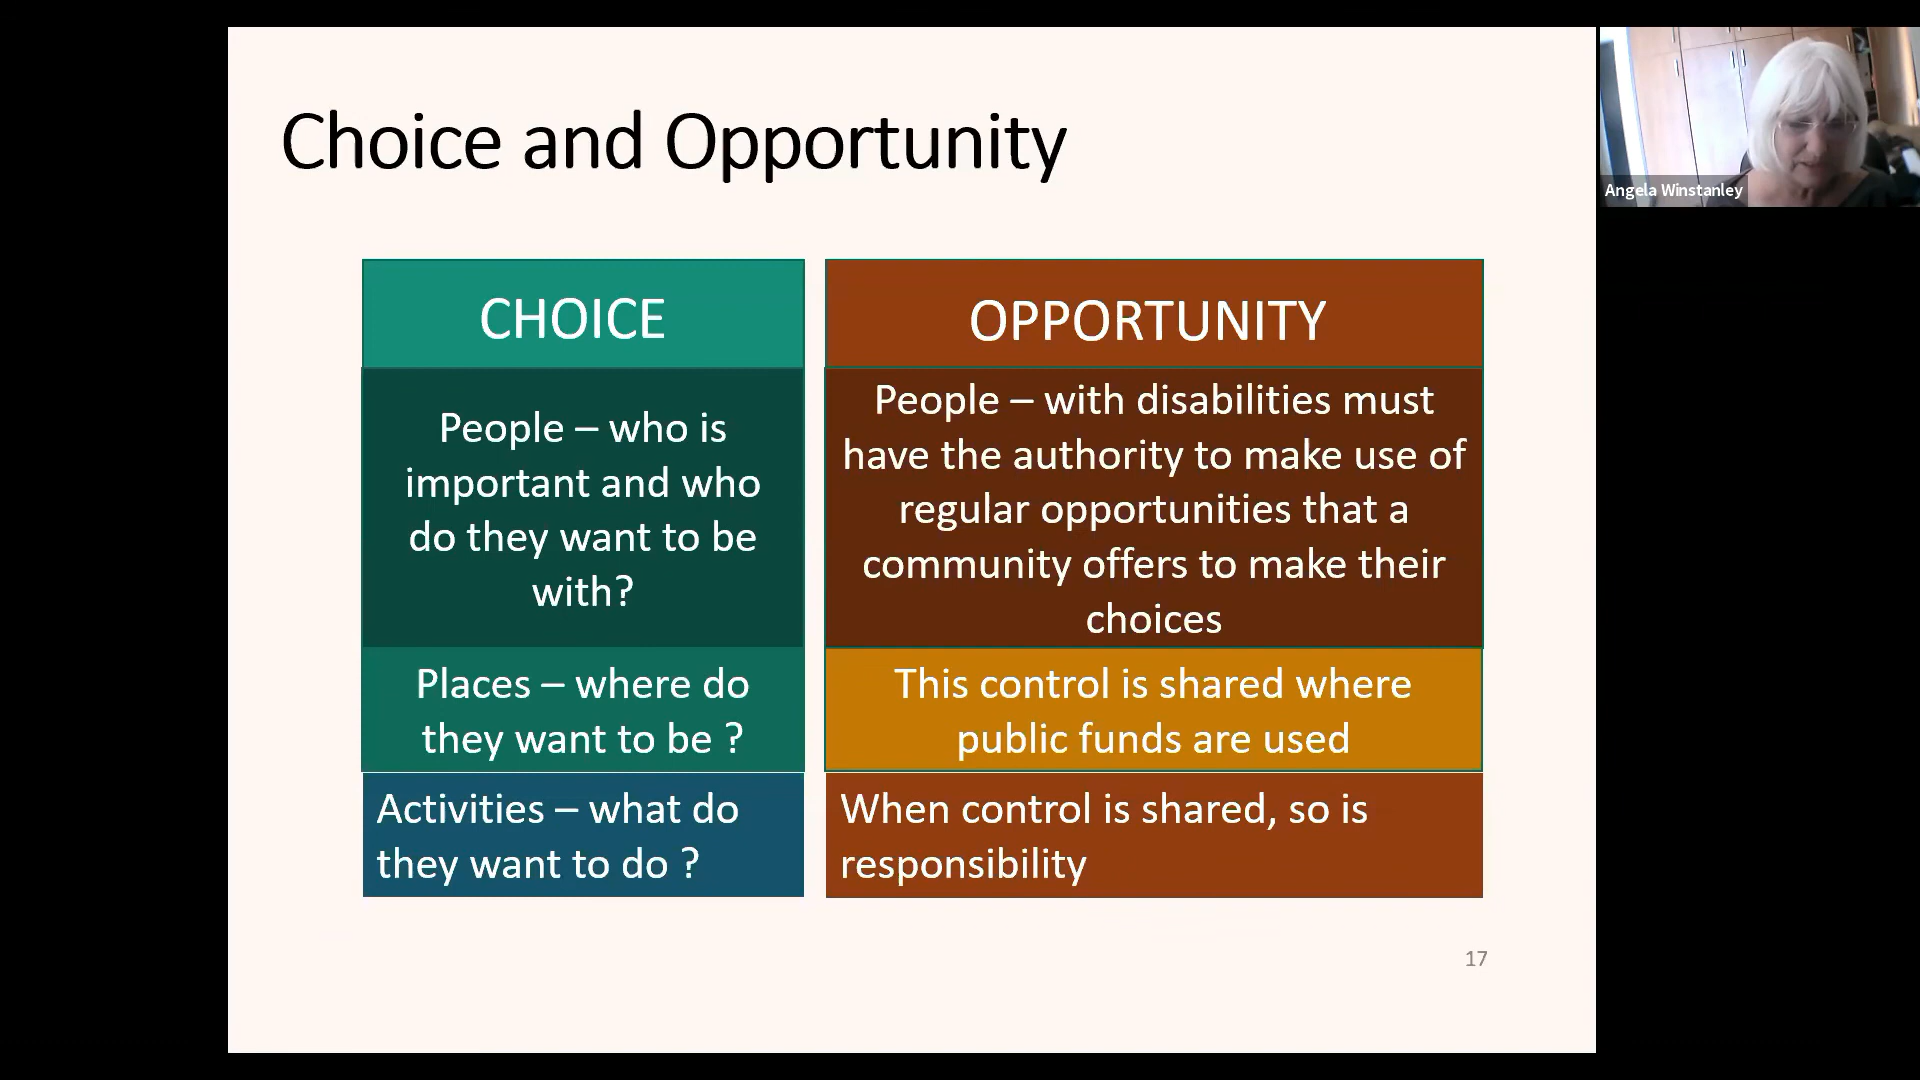 Choice and Opportunity
CHOICE
People – who is
important and who
do they want to be
with?
Places – where do
they want to be ?
Activities – what do
they want to do ?
OPPORTUNITY
People – with disabilities must
have the authority to make use of
regular opportunities that a
community offers to make their
choices
This control is shared where
public funds are used
When control is shared, so is
responsibility
17
Angela Winstanley